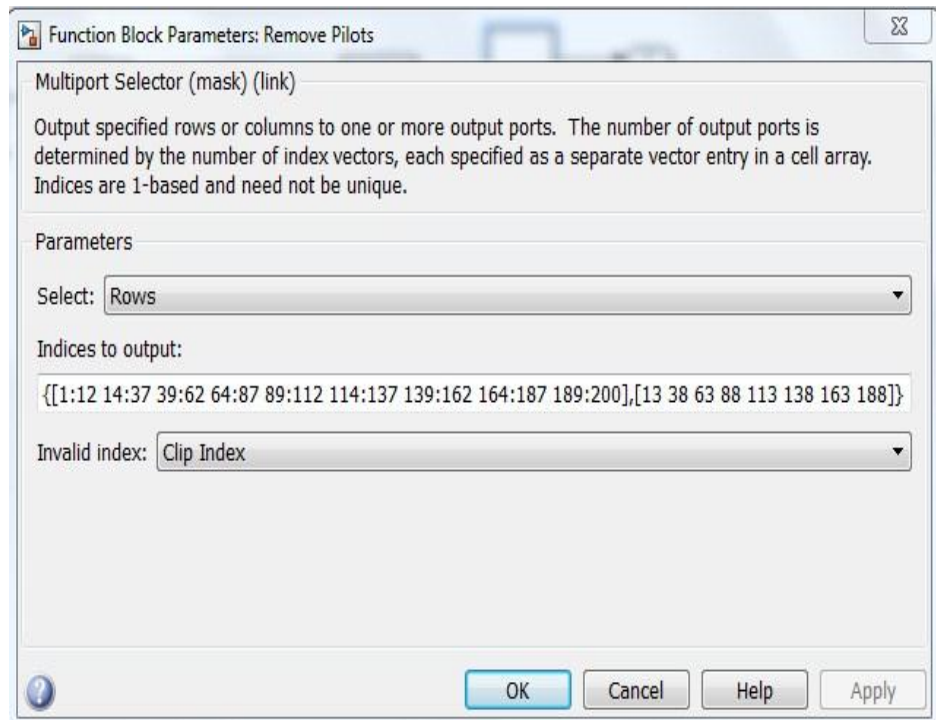 Function Block Parameters: Remove Pilots
Multiport Selector (mask) (link)
Output specified rows or columns to one or more output ports. The number of output ports is
determined by the number of index vectors, each specified as a separate vector entry in a cell array.
Indices are 1-based and need not be unique.
Parameters
Select: Rows
Indices to output:
{[1:12 14:37 39:62 64:87 89:112 114:137 139:162 164:187 189:200],[13 38 63 88 113 138 163 188]}
Invalid index: Clip Index
OK Cancel Help Apply